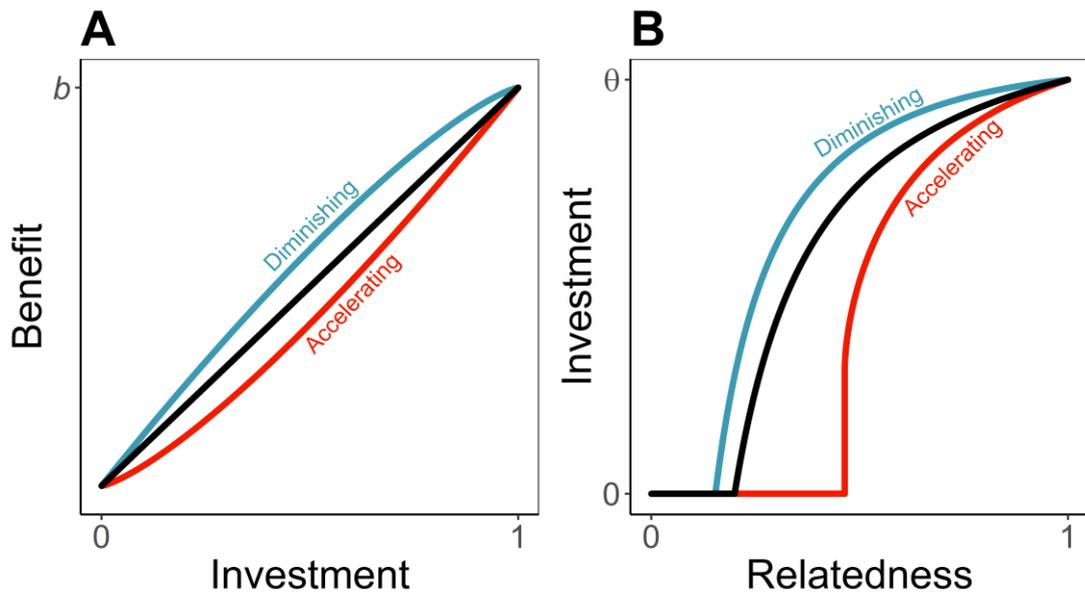 A
b
Benefit
Diminishing
Accelerating
0
1
Investment
B
θ
Investment
Diminishing
Accelerating
0
0
1
Relatedness